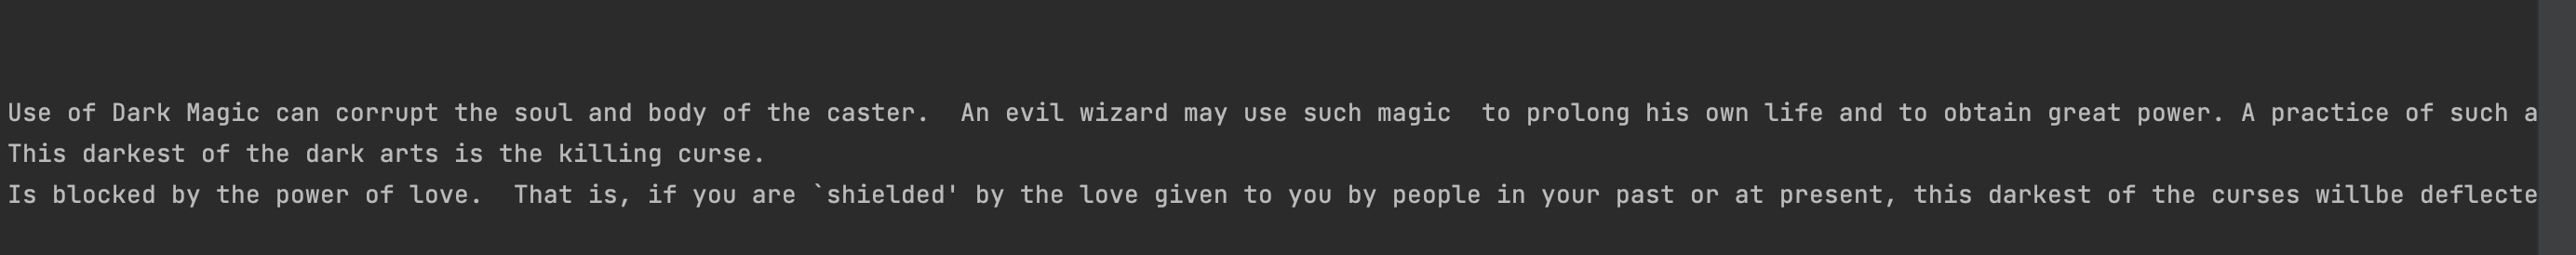 Use of Dark Magic can corrupt the soul and body of the caster.  An evil wizard may use such magic  to prolong his own life and to obtain great power. A practice of such a
This darkest of the dark arts is the killing curse.
Is blocked by the power of love.  That is, if you are `shielded' by the love given to you by people in your past or at present, this darkest of the curses willbe deflecte